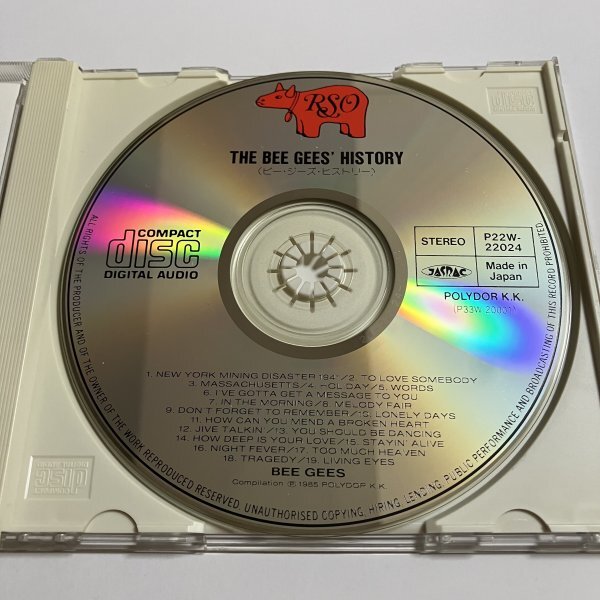 RSO
THE BEE GEES' HISTORY
(ビー・ジーズ・ヒストリー)
COMPACT
disc
DIGITAL AUDIO
STEREO
P22W-
22024
JASRAC
Made in
Japan
POLYDOR K.K.
(P33W 20001)
1. NEW YORK MINING DISASTER 1941/2. TO LOVE SOMEBODY
3. MASSACHUSETTS/4. HOLIDAY/5. WORDS
6. I'VE GOTTA GET A MESSAGE TO YOU
7. IN THE MORNING/8. MELODY FAIR
9. DON'T FORGET TO REMEMBER/10. LONELY DAYS
11. HOW CAN YOU MEND A BROKEN HEART
12. JIVE TALKIN'/13. YOU SHOULD BE DANCING
14. HOW DEEP IS YOUR LOVE/15. STAYIN' ALIVE
16. NIGHT FEVER/17. TOO MUCH HEAVEN
18. TRAGEDY/19. LIVING EYES
BEE GEES
Compilation Ⓟ 1985 POLYDOR K.K.
ALL RIGHTS OF THE PRODUCER AND OF THE OWNER OF THE WORK REPRODUCED RESERVED. UNAUTHORISED COPYING, HIRING, LENDING, PUBLIC PERFORMANCE AND BROADCASTING OF THIS RECORD PROHIBITED.